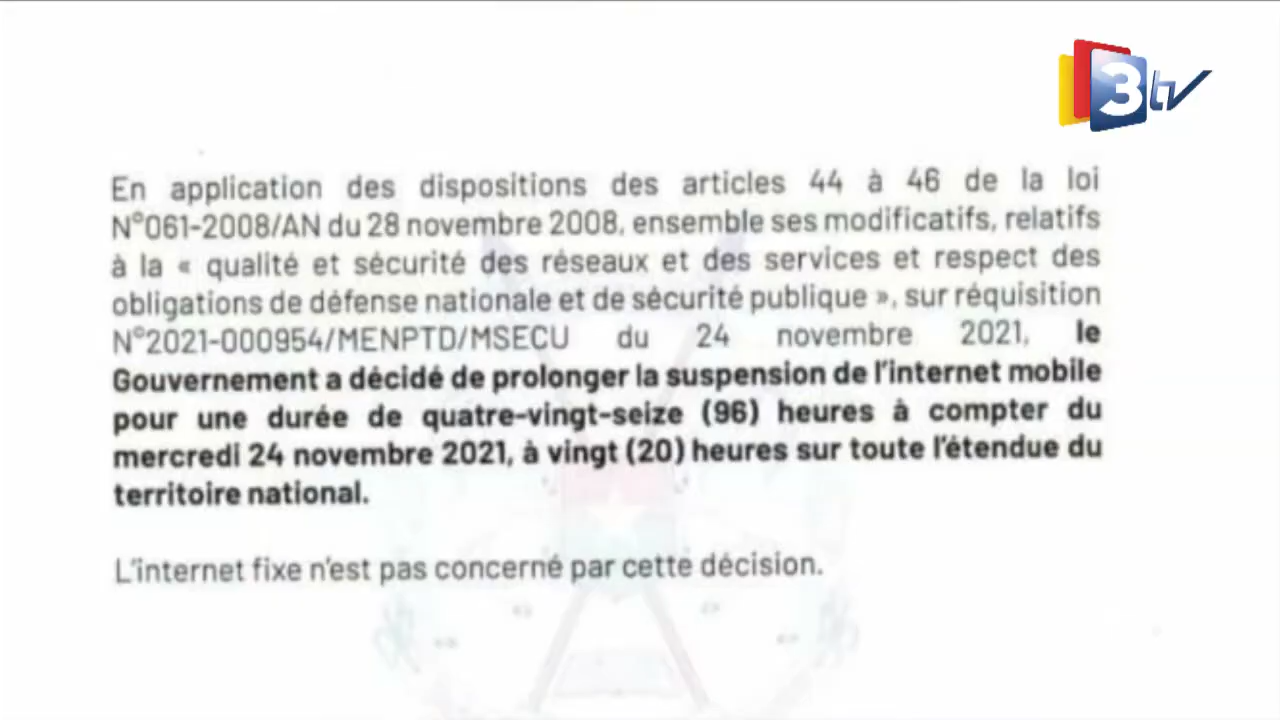 3tv
En application des dispositions des articles 44 à 46 de la loi
N°061-2008/AN du 28 novembre 2008, ensemble ses modificatifs, relatifs
à la « qualité et sécurité des réseaux et des services et respect des
obligations de défense nationale et de sécurité publique », sur réquisition
N°2021-000954/MENPTD/MSECU du 24 novembre 2021, le
Gouvernement a décidé de prolonger la suspension de l'internet mobile
pour une durée de quatre-vingt-seize (96) heures à compter du
mercredi 24 novembre 2021, à vingt (20) heures sur toute l'étendue du
territoire national.
L'internet fixe n'est pas concerné par cette décision.